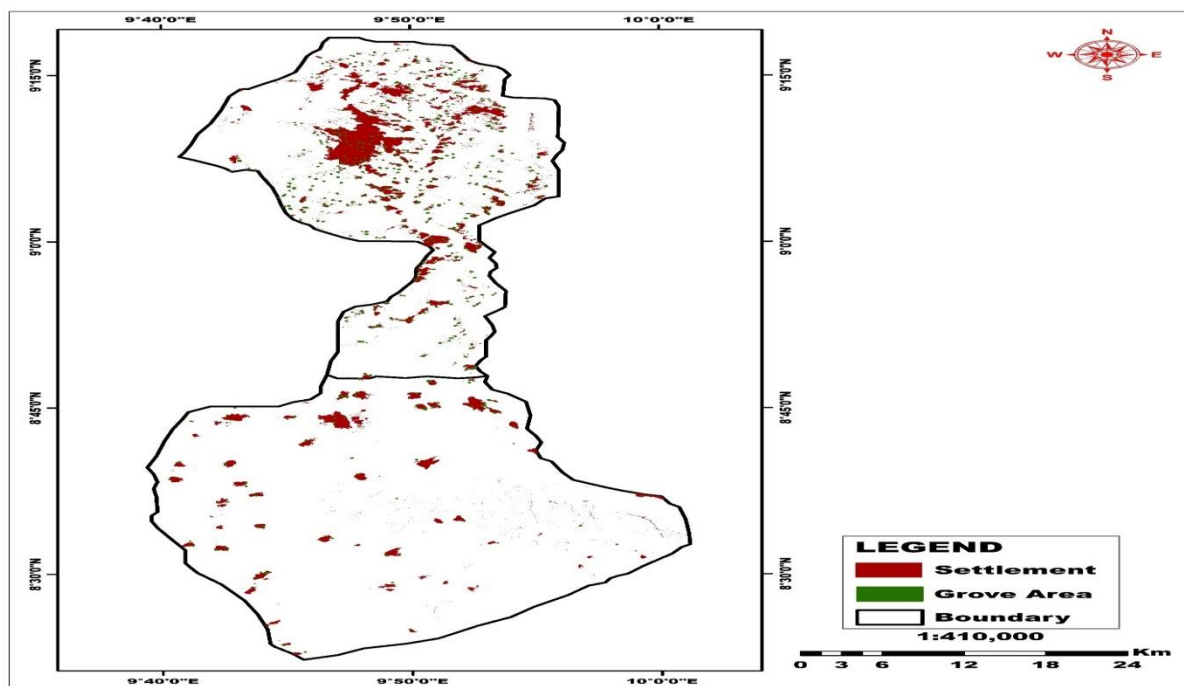 9°40'0"E 9°50'0"E 10°0'0"E
N
W E
S
9°15'0"N 9°15'0"N
9°0'0"N 9°0'0"N
8°45'0"N 8°45'0"N
8°30'0"N 8°30'0"N
LEGEND
Settlement
Grove Area
Boundary
1:410,000
Km
0 3 6 12 18 24
9°40'0"E 9°50'0"E 10°0'0"E